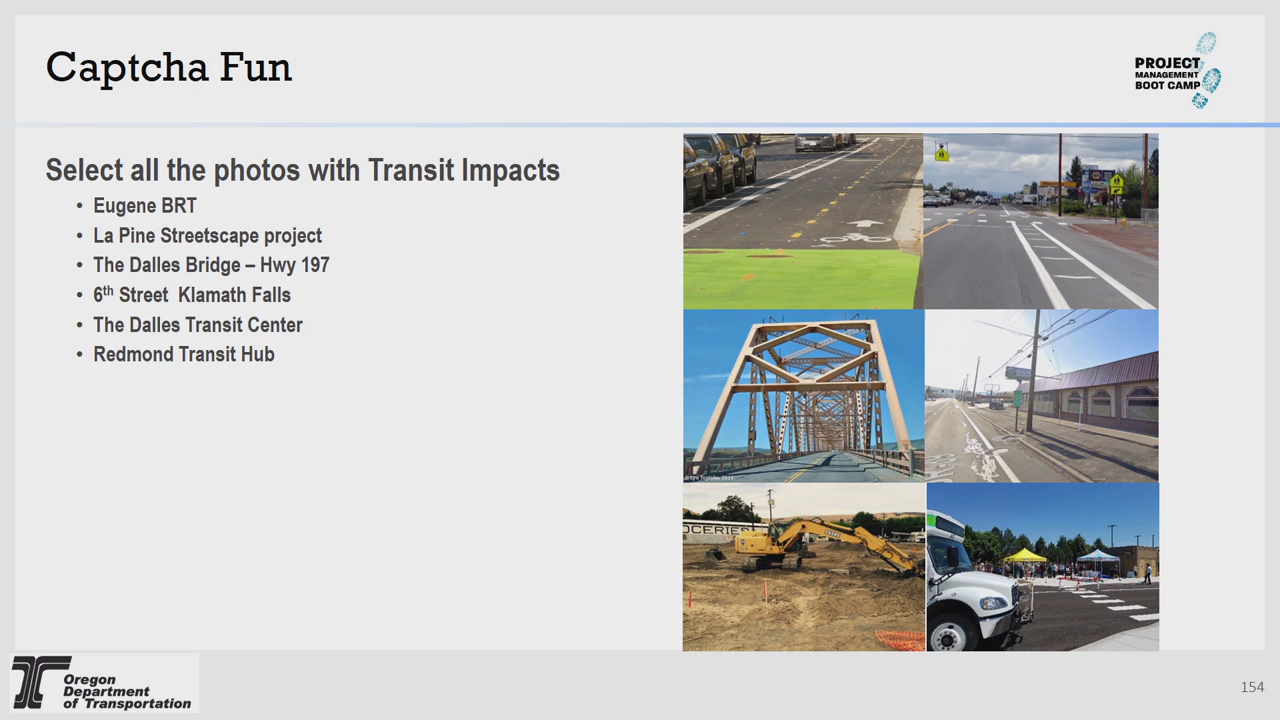 Captcha Fun
PROJECT
MANAGEMENT
BOOT CAMP
Select all the photos with Transit Impacts
• Eugene BRT
• La Pine Streetscape project
• The Dalles Bridge – Hwy 197
• 6th Street Klamath Falls
• The Dalles Transit Center
• Redmond Transit Hub
OCERIES
DEERE
Oregon
Department
of Transportation
154